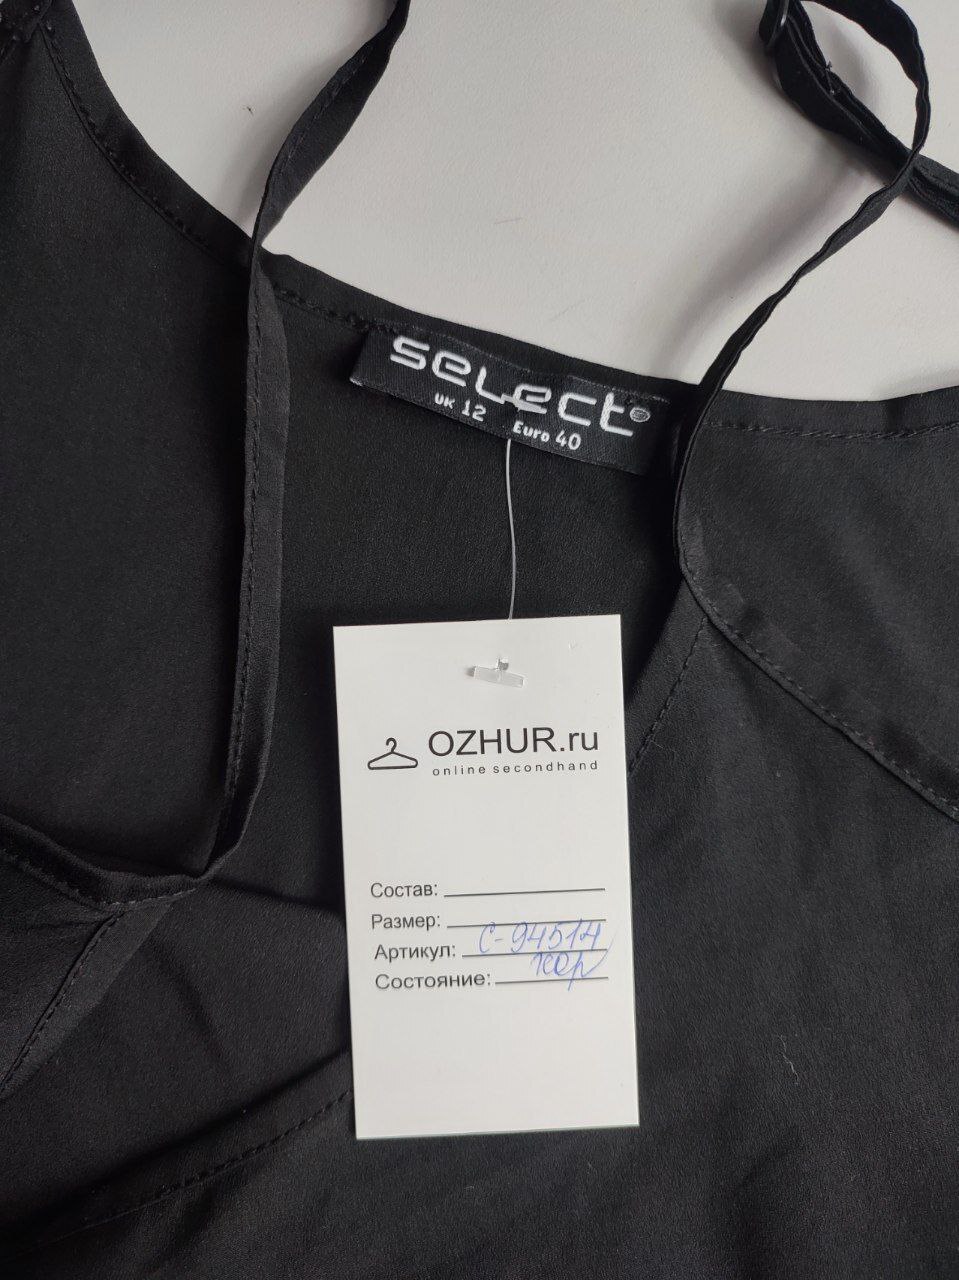 select
UK 12 Euro 40
OZHUR.ru
online secondhand
Состав:
Размер:
Артикул: С-94514
Состояние: